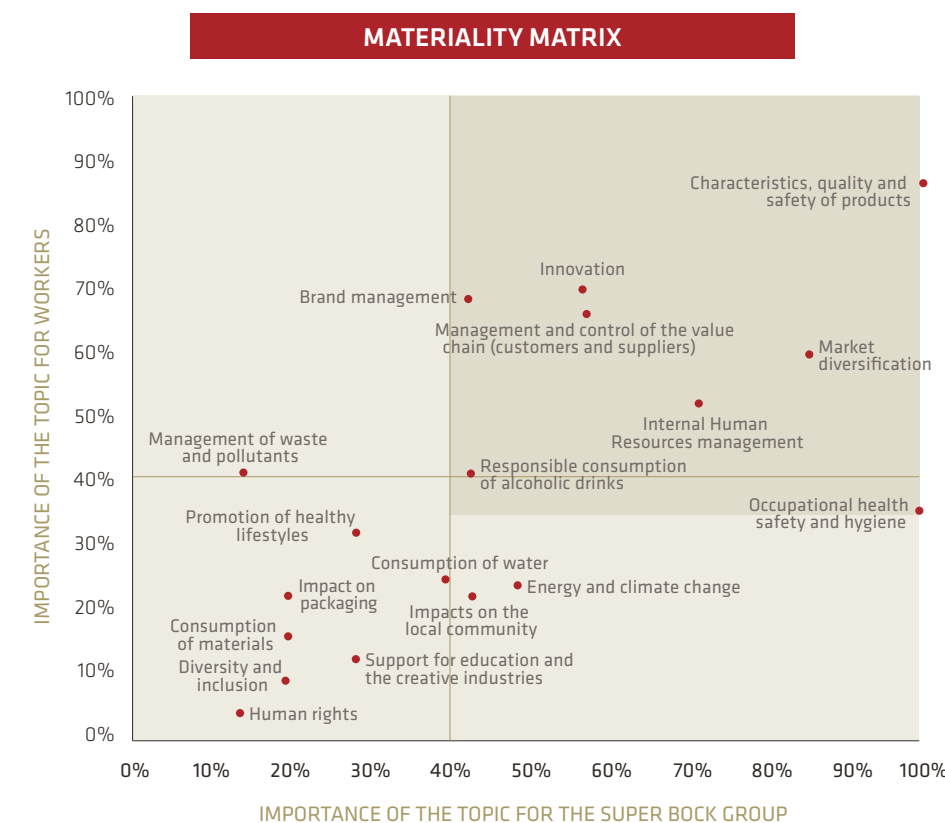 MATERIALITY MATRIX
IMPORTANCE OF THE TOPIC FOR WORKERS
100%
90%
80%
70%
60%
50%
40%
30%
20%
10%
0%
Characteristics, quality and
safety of products
Innovation
Brand management
Management and control of the value
chain (customers and suppliers)
Market
diversification
Internal Human
Resources management
Management of waste
and pollutants
Responsible consumption
of alcoholic drinks
Occupational health
safety and hygiene
Promotion of healthy
lifestyles
Consumption of water
Impact on
packaging
Energy and climate change
Impacts on the
local community
Consumption
of materials
Diversity and
inclusion
Support for education and
the creative industries
Human rights
0%
10%
20%
30%
40%
50%
60%
70%
80%
90%
100%
IMPORTANCE OF THE TOPIC FOR THE SUPER BOCK GROUP